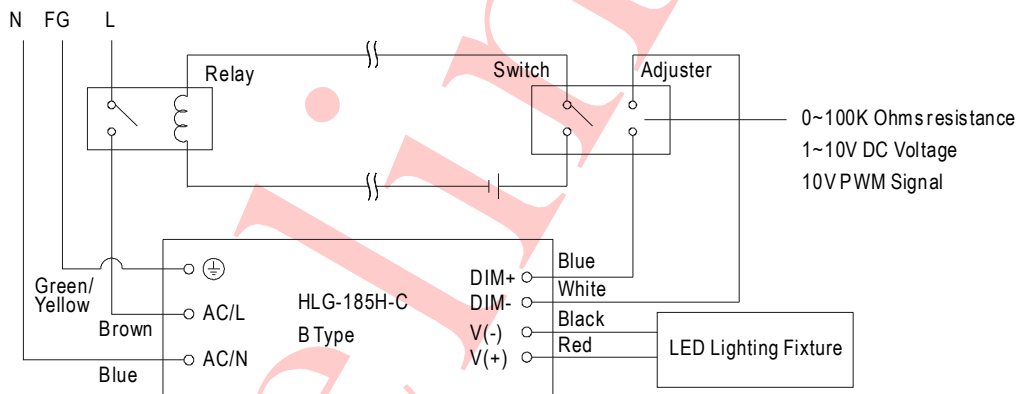 N FG L
Relay
Switch
Adjuster
0~100K Ohms resistance
1~10V DC Voltage
10V PWM Signal
Green/
Yellow
Brown
Blue
AC/L
AC/N
HLG-185H-C
B Type
DIM+
DIM-
V(-)
V(+)
Blue
White
Black
Red
LED Lighting Fixture